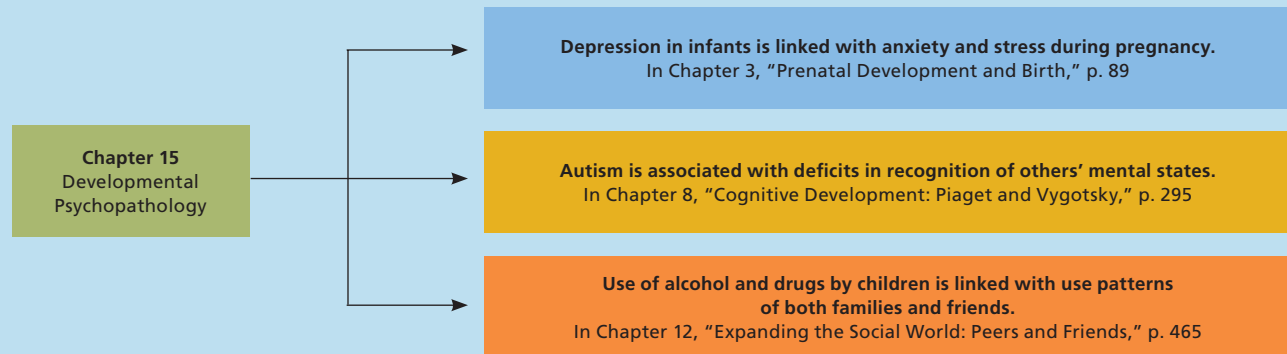 Chapter 15
Developmental
Psychopathology
Depression in infants is linked with anxiety and stress during pregnancy.
In Chapter 3, “Prenatal Development and Birth,” p. 89
Autism is associated with deficits in recognition of others’ mental states.
In Chapter 8, “Cognitive Development: Piaget and Vygotsky,” p. 295
Use of alcohol and drugs by children is linked with use patterns
of both families and friends.
In Chapter 12, “Expanding the Social World: Peers and Friends,” p. 465